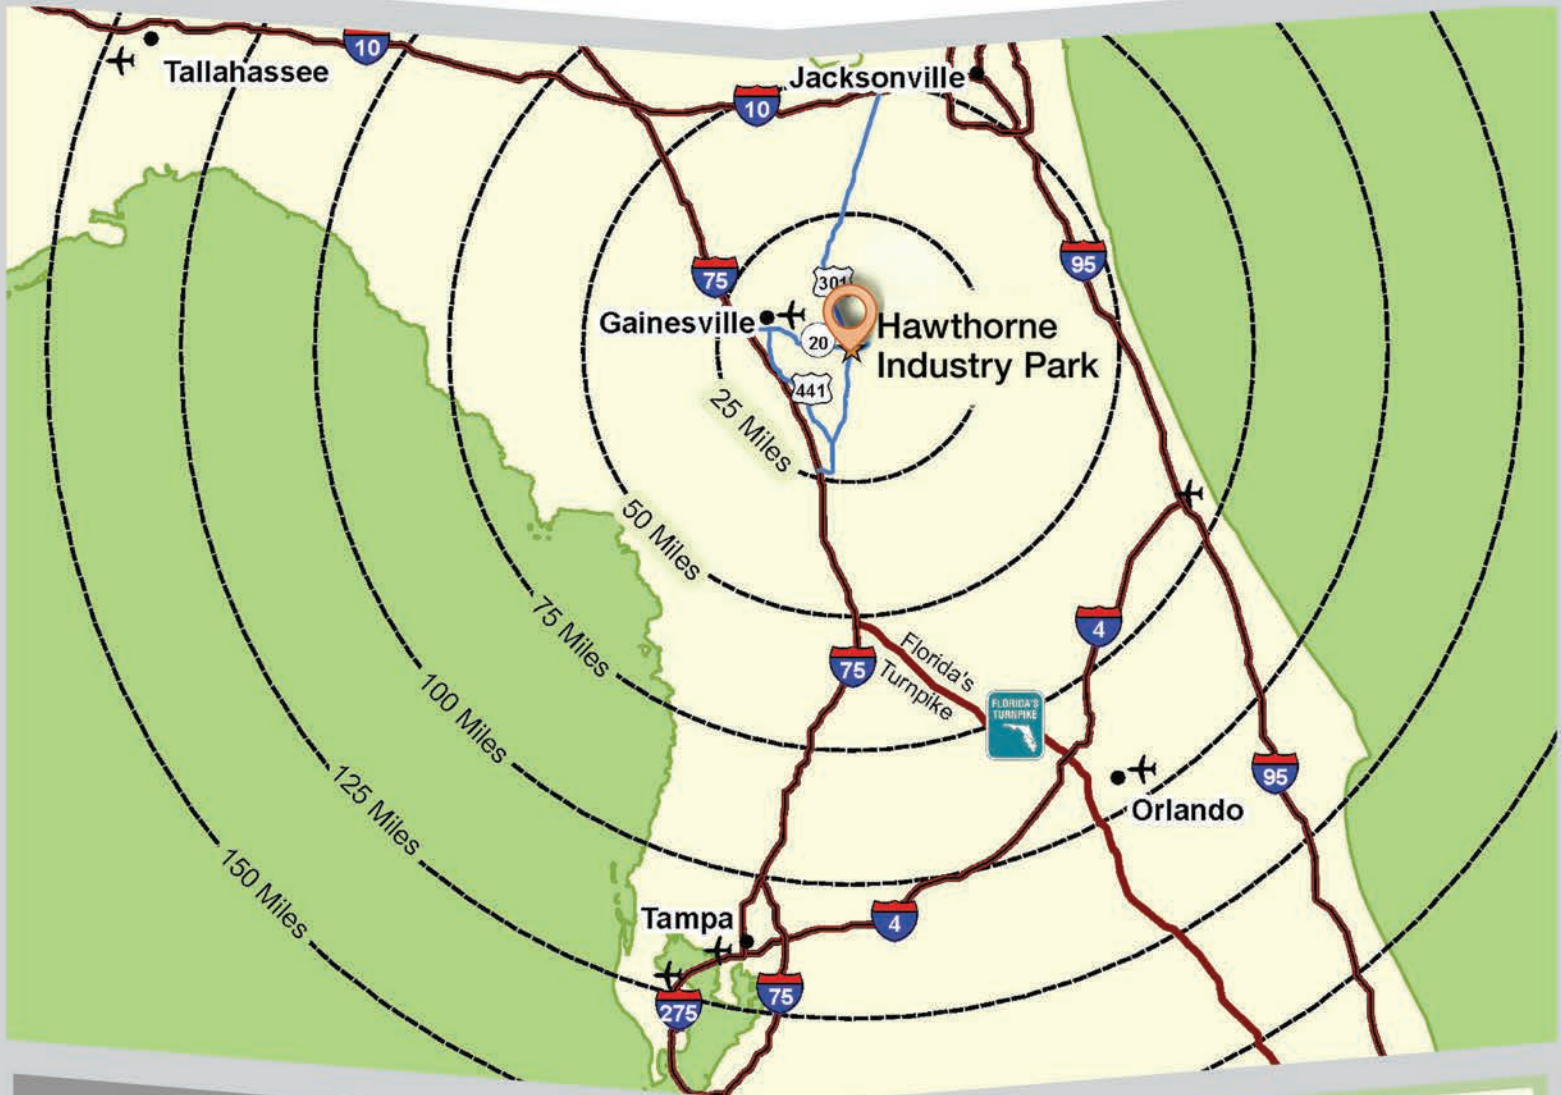 10
Tallahassee
Jacksonville
10
95
75
301
Gainesville
20
Hawthorne
Industry Park
441
25 Miles
50 Miles
75 Miles
100 Miles
125 Miles
150 Miles
4
75
Florida's
Turnpike
FLORIDA'S
TURNPIKE
95
Orlando
Tampa
4
75
275